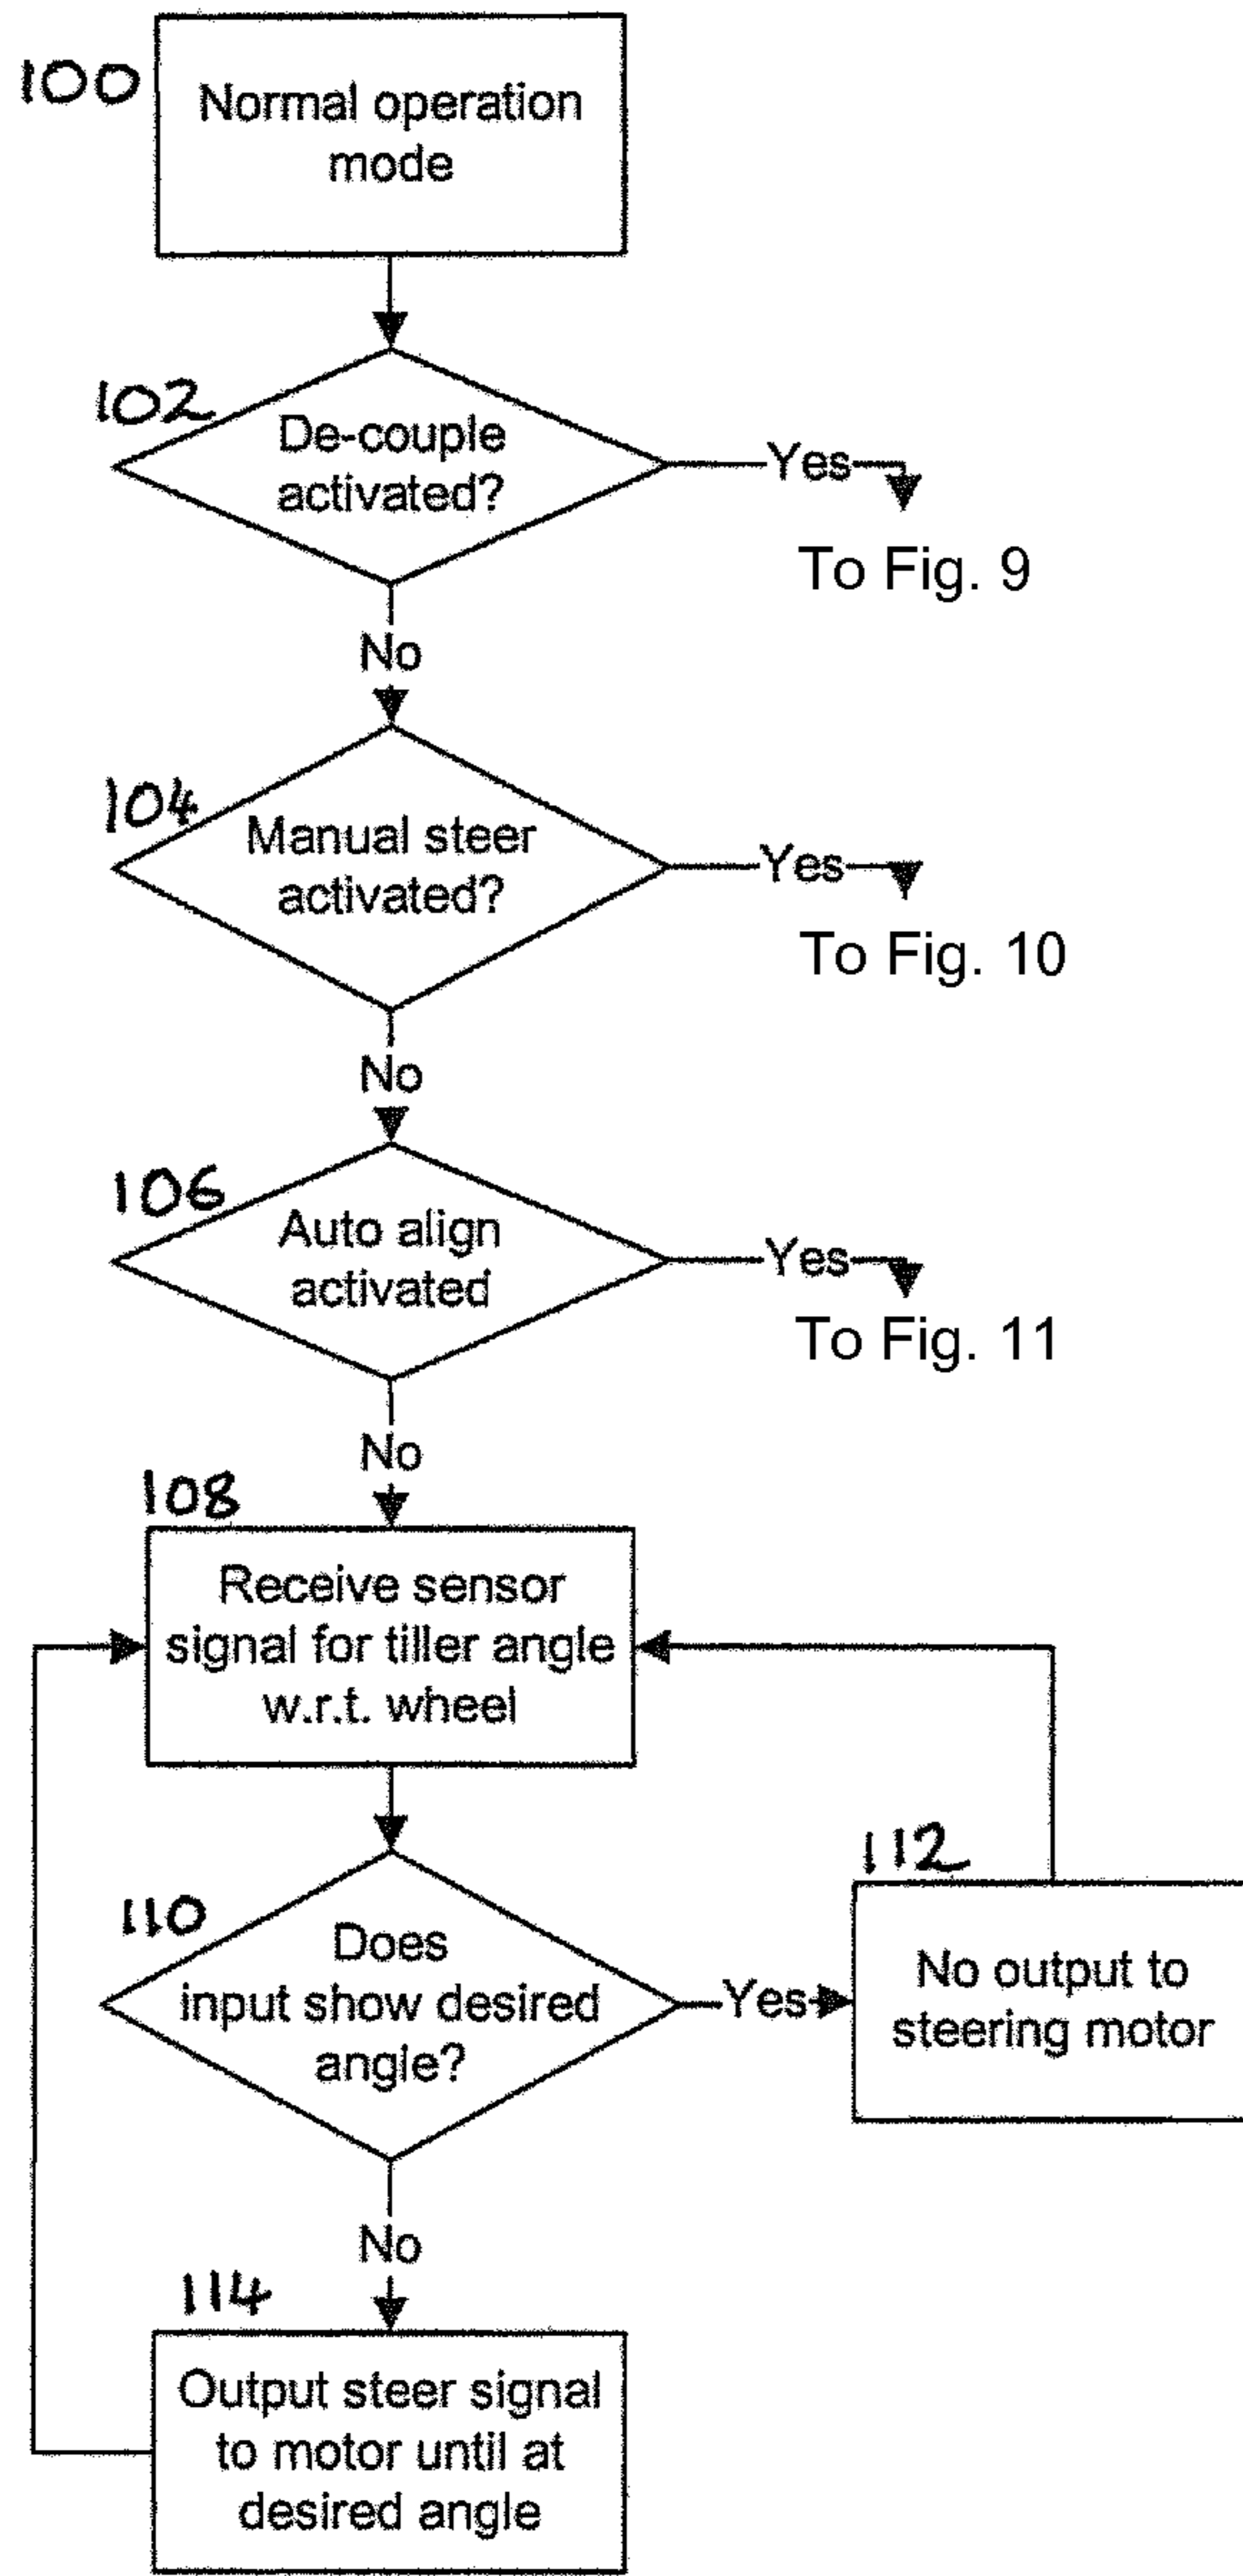 100
Normal operation
mode
102
De-couple
activated?
Yes
To Fig. 9
No
104
Manual steer
activated?
Yes
To Fig. 10
No
106
Auto align
activated
Yes
To Fig. 11
No
108
Receive sensor
signal for tiller angle
w.r.t. wheel
110
Does
input show desired
angle?
Yes
112
No output to
steering motor
No
114
Output steer signal
to motor until at
desired angle